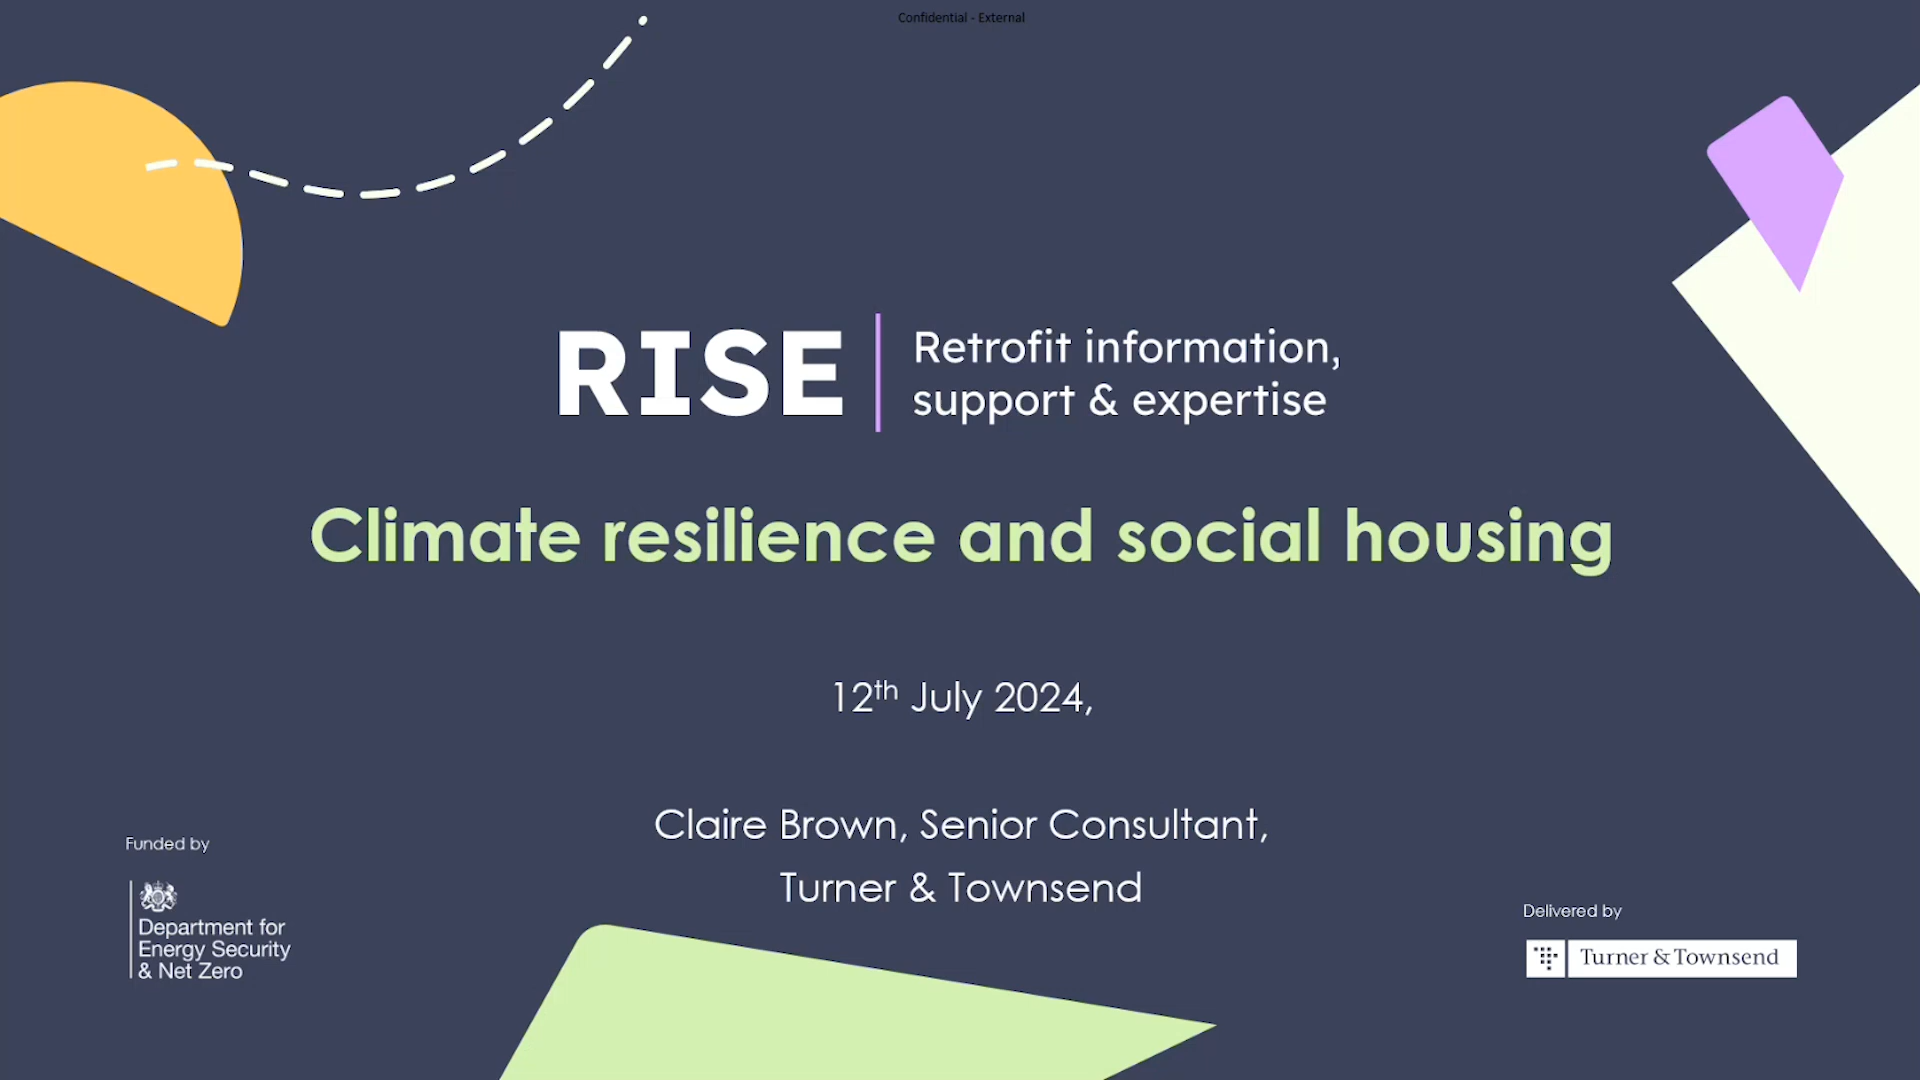 Confidential - External
RISE
Retrofit information,
support & expertise
Climate resilience and social housing
12th July 2024,
Claire Brown, Senior Consultant,
Turner & Townsend
Funded by
Department for
Energy Security
& Net Zero
Delivered by
Turner & Townsend